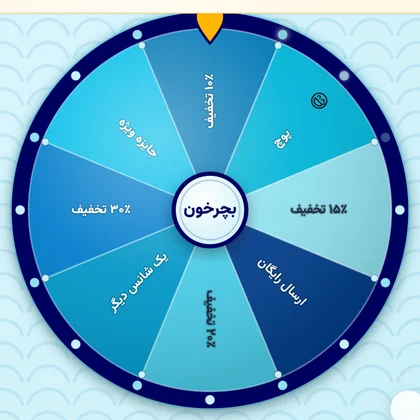 ۱۰٪ تخفیف
پوچ
۱۵٪ تخفیف
ارسال رایگان
۲۰٪ تخفیف
یک شانس دیگر
۳۰٪ تخفیف
جایزه ویژه
بچرخون